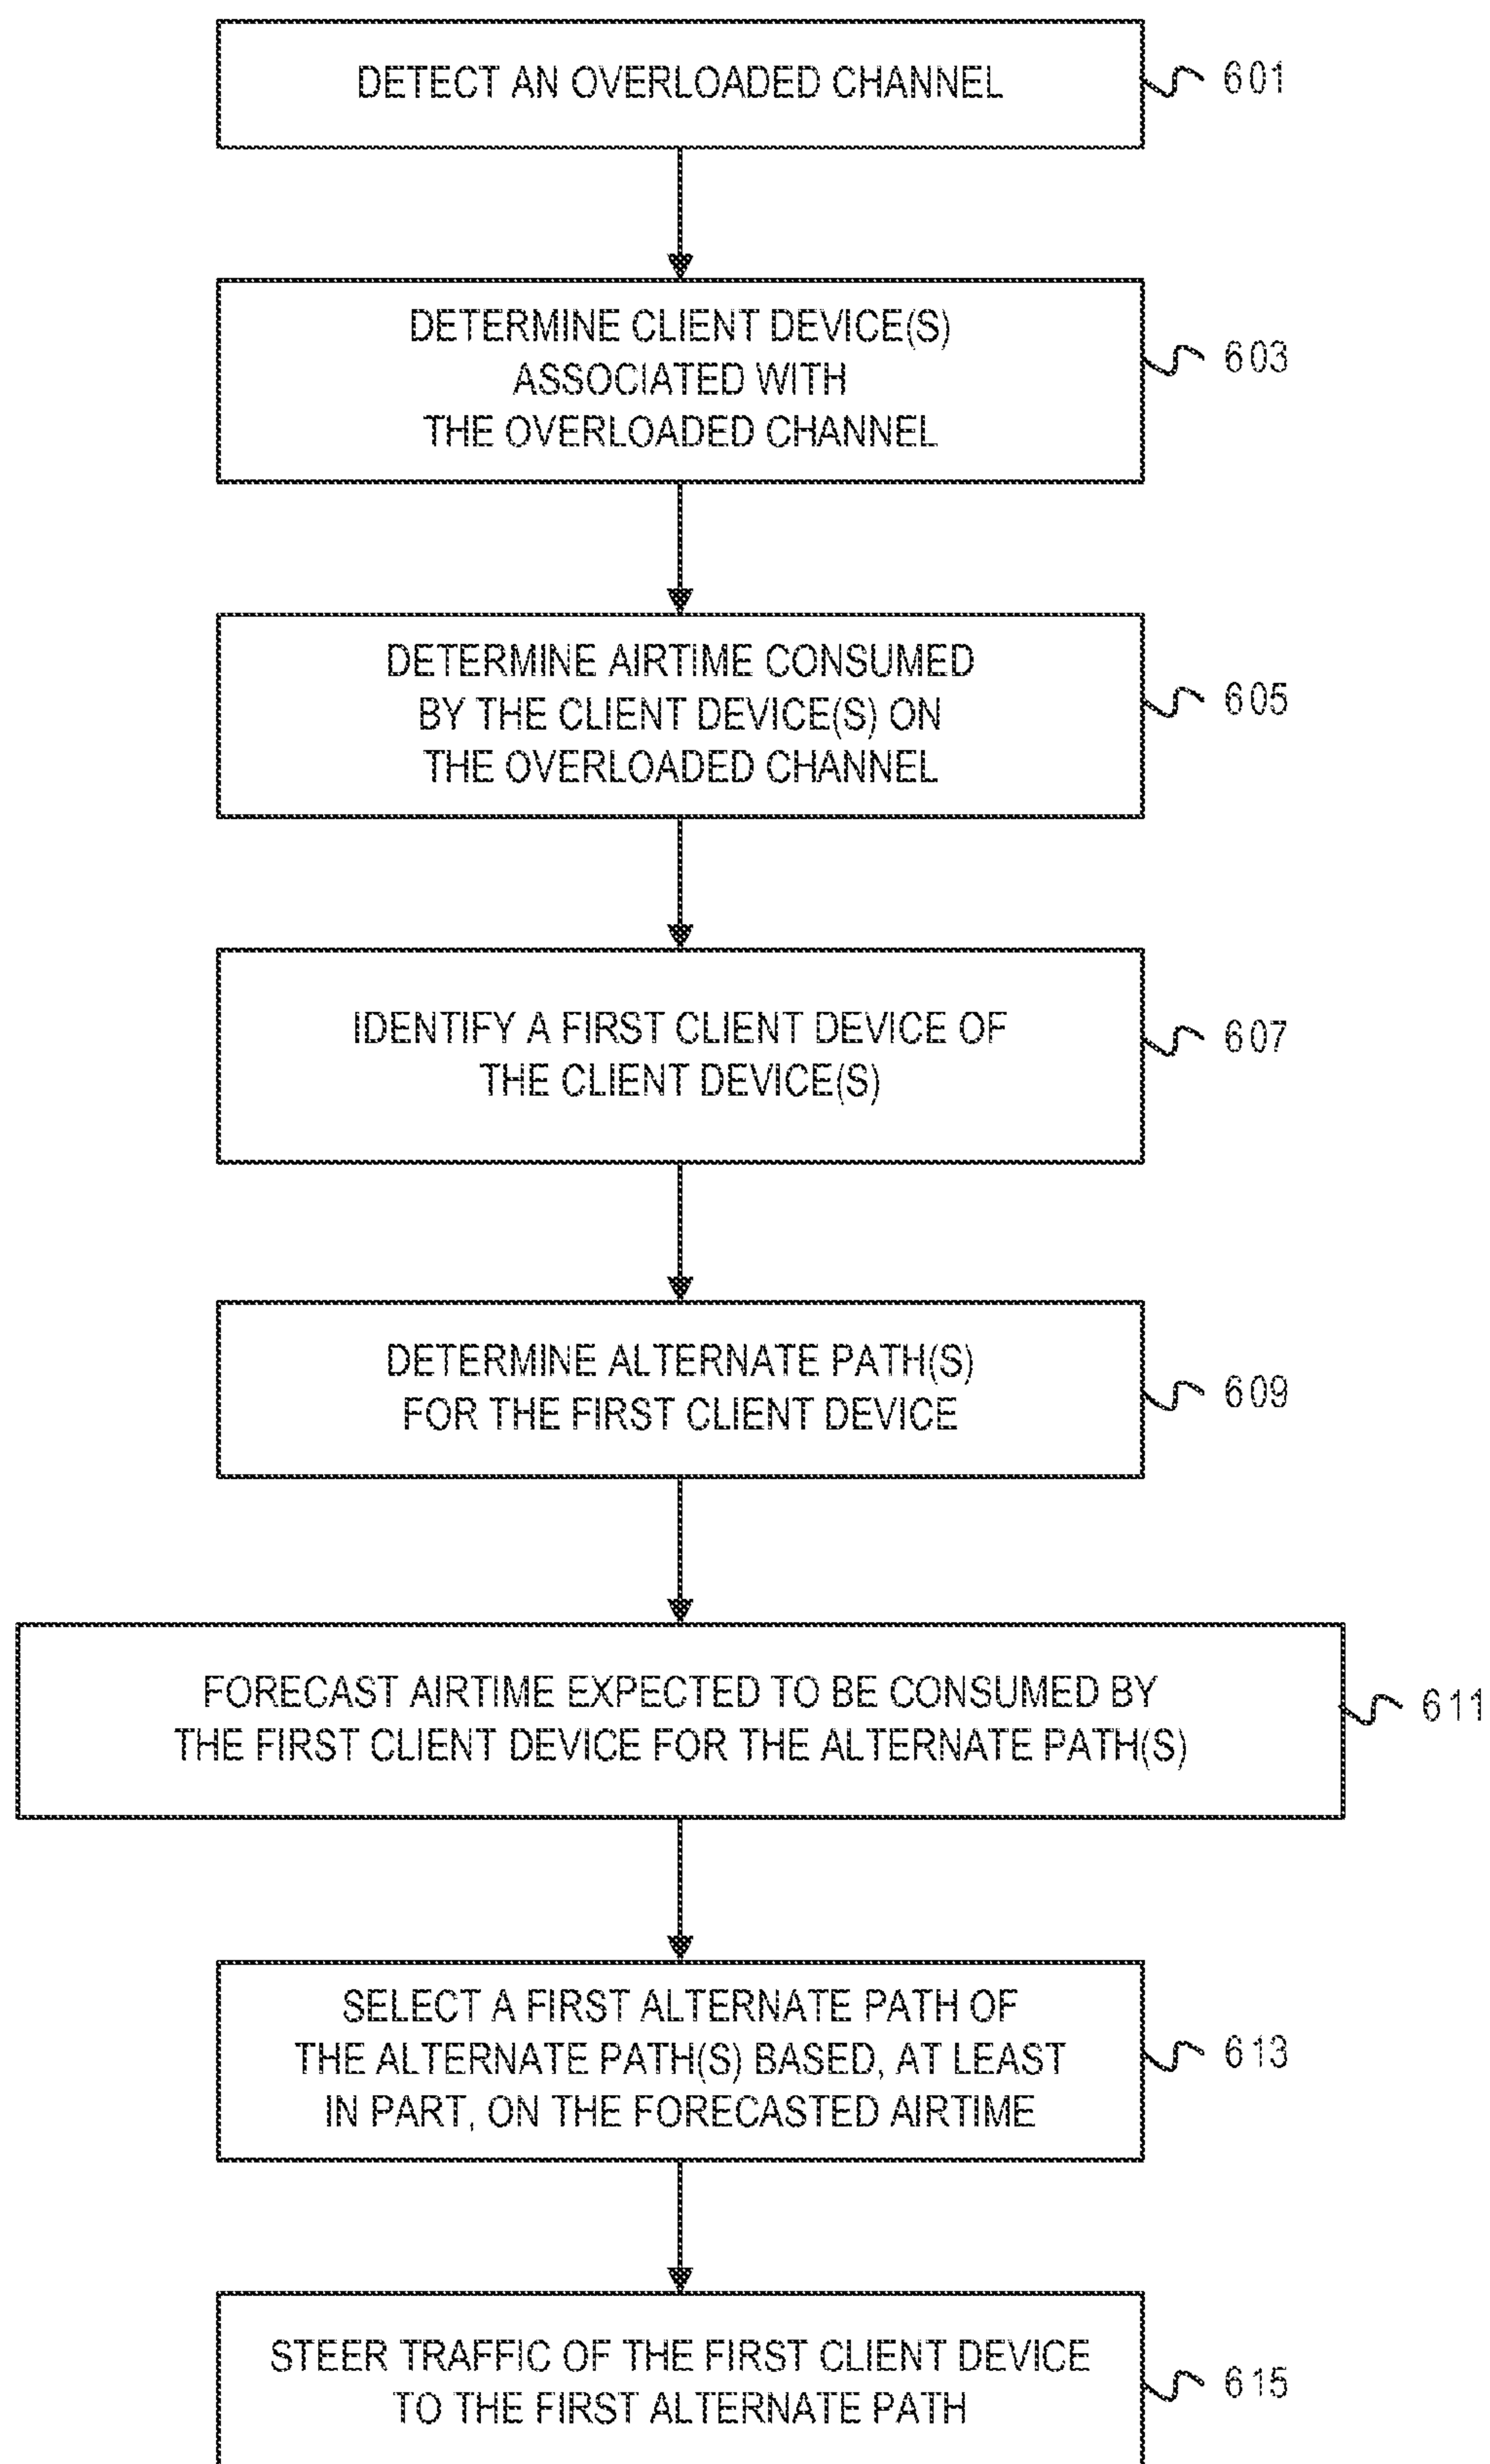 DETECT AN OVERLOADED CHANNEL
601
DETERMINE CLIENT DEVICE(S)
ASSOCIATED WITH
THE OVERLOADED CHANNEL
603
DETERMINE AIRTIME CONSUMED
BY THE CLIENT DEVICE(S) ON
THE OVERLOADED CHANNEL
605
IDENTIFY A FIRST CLIENT DEVICE OF
THE CLIENT DEVICE(S)
607
DETERMINE ALTERNATE PATH(S)
FOR THE FIRST CLIENT DEVICE
609
FORECAST AIRTIME EXPECTED TO BE CONSUMED BY
THE FIRST CLIENT DEVICE FOR THE ALTERNATE PATH(S)
611
SELECT A FIRST ALTERNATE PATH OF
THE ALTERNATE PATH(S) BASED, AT LEAST
IN PART, ON THE FORECASTED AIRTIME
613
STEER TRAFFIC OF THE FIRST CLIENT DEVICE
TO THE FIRST ALTERNATE PATH
615